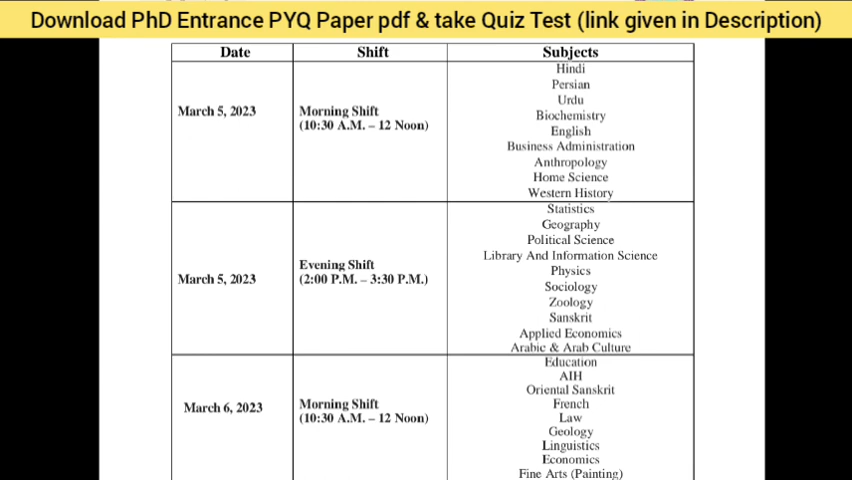 Download PhD Entrance PYQ Paper pdf & take Quiz Test (link given in Description)
Date Shift Subjects
March 5, 2023
Morning Shift
(10:30 A.M. – 12 Noon)
Hindi
Persian
Urdu
Biochemistry
English
Business Administration
Anthropology
Home Science
Western History
March 5, 2023
Evening Shift
(2:00 P.M. – 3:30 P.M.)
Statistics
Geography
Political Science
Library And Information Science
Physics
Sociology
Zoology
Sanskrit
Applied Economics
Arabic & Arab Culture
March 6, 2023
Morning Shift
(10:30 A.M. – 12 Noon)
Education
AIH
Oriental Sanskrit
French
Law
Geology
Linguistics
Economics
Fine Arts (Painting)